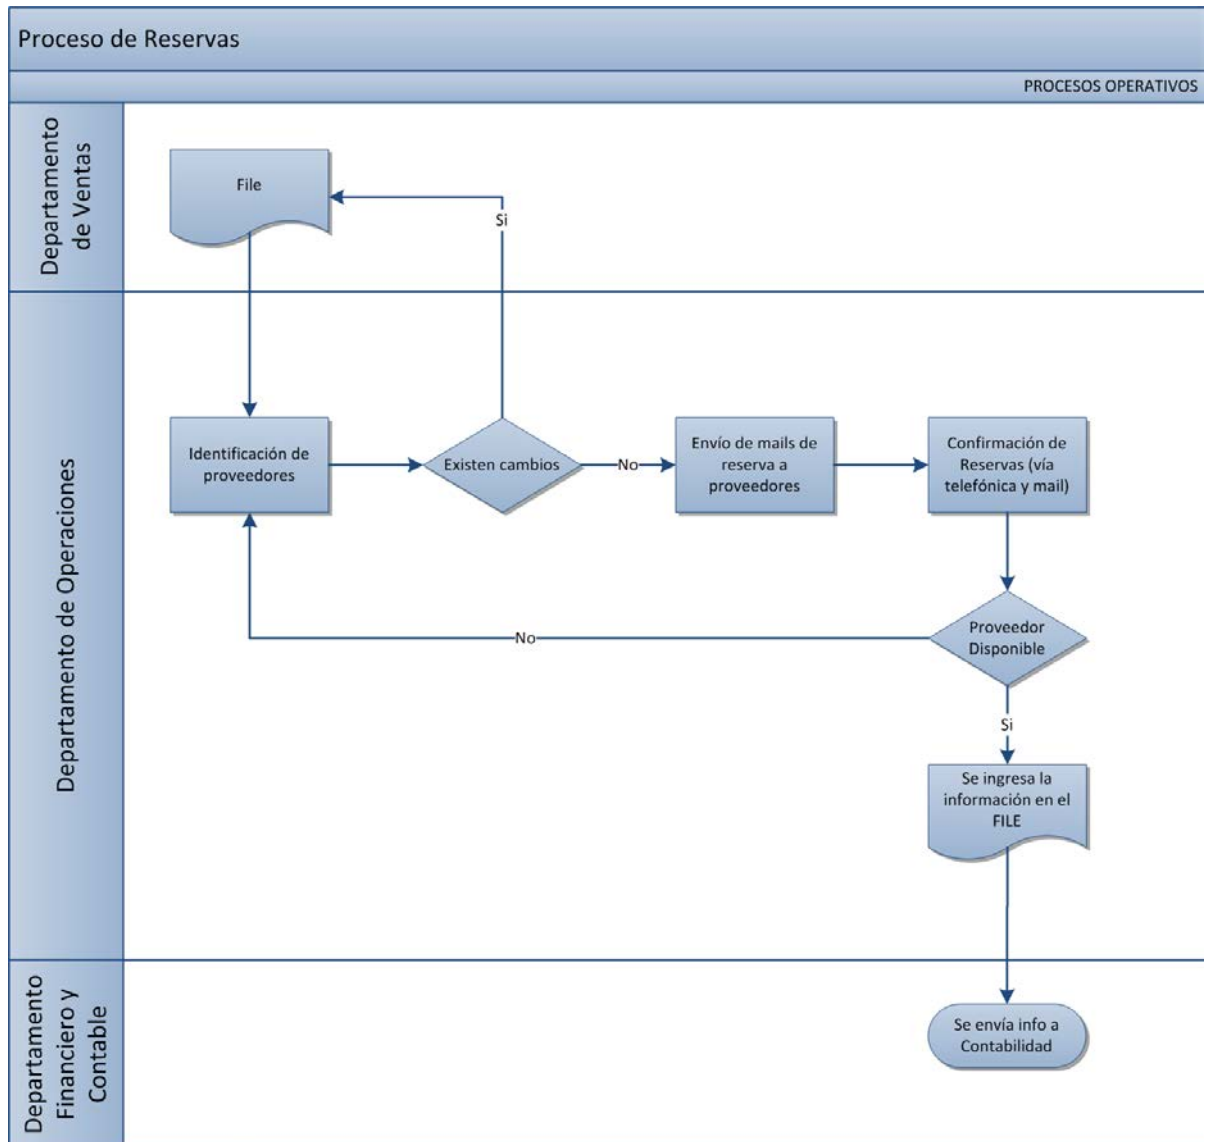 Proceso de Reservas
PROCESOS OPERATIVOS
Departamento
de Ventas
File
Si
Departamento de Operaciones
Identificación de
proveedores
Existen cambios
No
Envío de mails de
reserva a
proveedores
Confirmación de
Reservas (vía
telefónica y mail)
No
Proveedor
Disponible
Si
Se ingresa la
información en el
FILE
Departamento
Financiero y
Contable
Se envía info a
Contabilidad